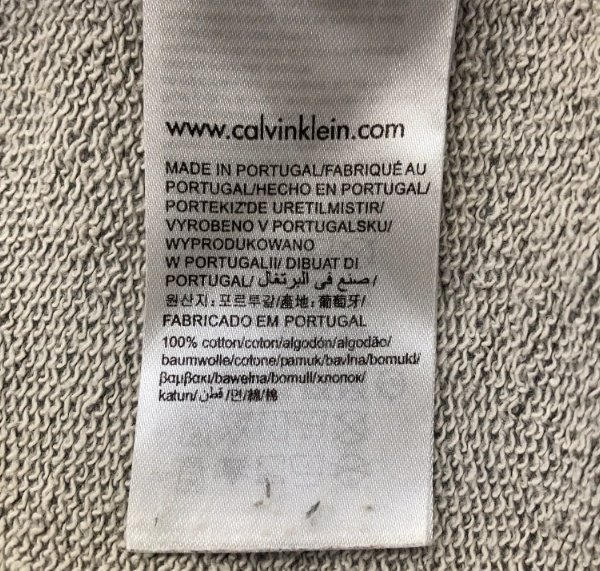 www.calvinklein.com
MADE IN PORTUGAL/FABRIQUÉ AU
PORTUGAL/HECHO EN PORTUGAL/
PORTEKIZ'DE URETILMISTIR/
VYROBENO V PORTUGALSKU/
WYPRODUKOWANO
W PORTUGALII/ DIBUAT DI
PORTUGAL/ صنع في البرتغال/
원산지:포르투갈/產地:葡萄牙/
FABRICADO EM PORTUGAL
100% cotton/coton/algodón/algodão/
baumwolle/cotone/pamuk/bavlna/bomuld/
βαμβακι/bawełna/bomull/хлопок/
katun/قطن/면/綿/棉